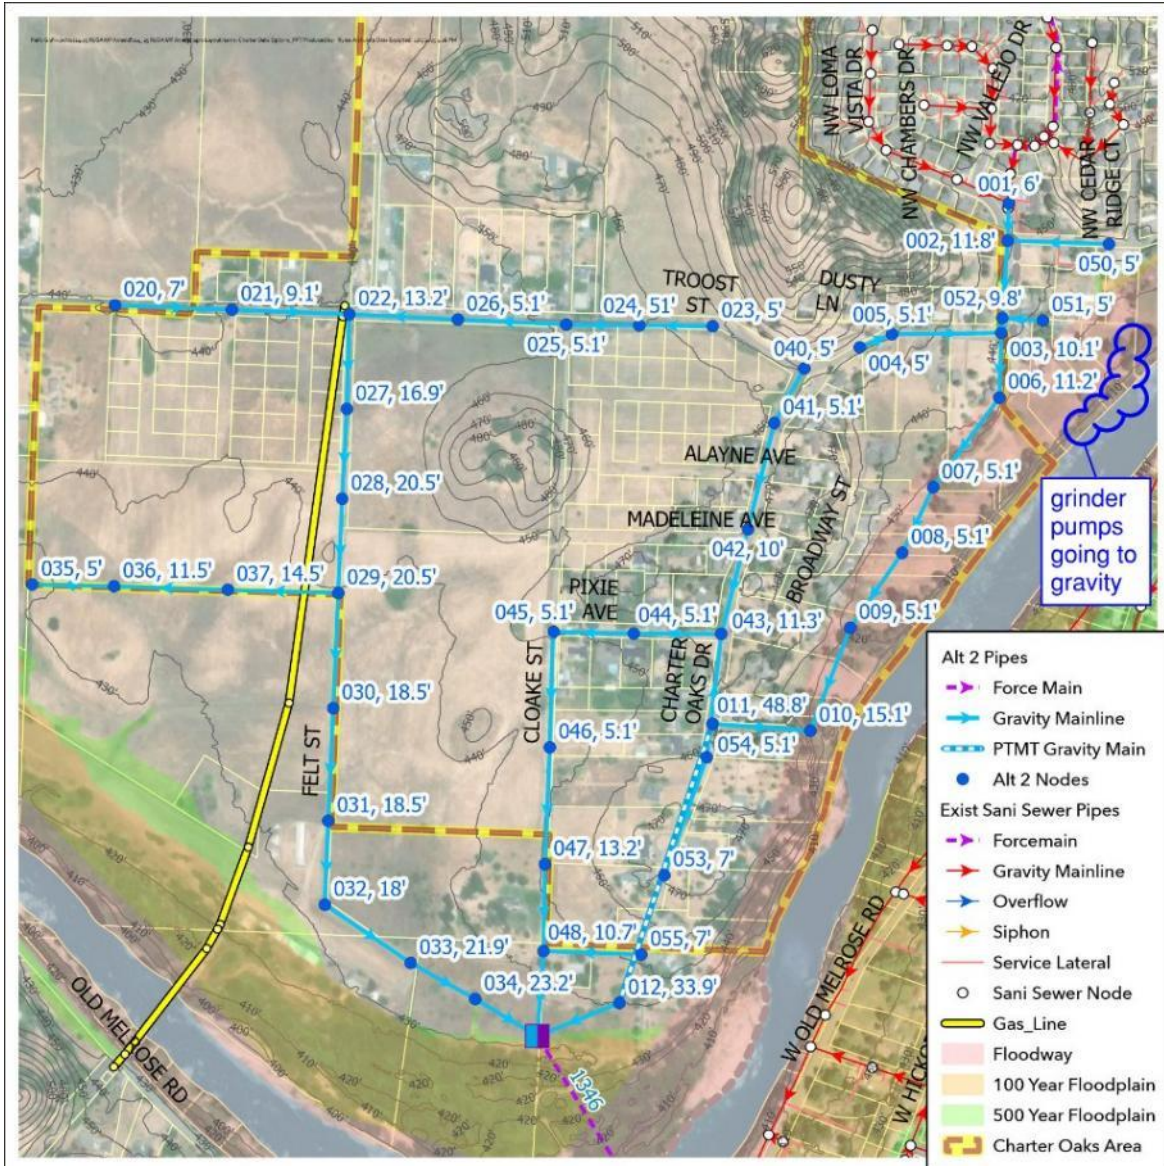 NW LOMA
VISTA DR
NW CHAMBERS DR
NW VALLEJO DR
NW CEDAR
RIDGE CT
001, 6'
002, 11.8'
050, 5'
TROOST
ST
DUSTY
LN
052, 9.8'
051, 5'
020, 7'
021, 9.1'
022, 13.2'
026, 5.1'
024, 51'
023, 5'
005, 5.1'
025, 5.1'
040, 5'
004, 5'
003, 10.1'
006, 11.2'
027, 16.9'
041, 5.1'
ALAYNE AVE
007, 5.1'
028, 20.5'
MADELEINE AVE
BROADWAY ST
grinder
pumps
going to
gravity
042, 10'
008, 5.1'
035, 5'
036, 11.5'
037, 14.5'
029, 20.5'
PIXIE
AVE
045, 5.1'
044, 5.1'
043, 11.3'
009, 5.1'
CLOAKE ST
CHARTER
OAKS DR
030, 18.5'
011, 48.8'
010, 15.1'
054, 5.1'
046, 5.1'
FELT ST
031, 18.5'
047, 13.2'
053, 7'
032, 18'
033, 21.9'
048, 10.7'
055, 7'
034, 23.2'
012, 33.9'
1346
OLD MELROSE RD
W OLD MELROSE RD
Alt 2 Pipes
Force Main
Gravity Mainline
PTMT Gravity Main
Alt 2 Nodes
Exist Sani Sewer Pipes
Forcemain
Gravity Mainline
Overflow
Siphon
Service Lateral
Sani Sewer Node
Gas_Line
Floodway
100 Year Floodplain
500 Year Floodplain
Charter Oaks Area